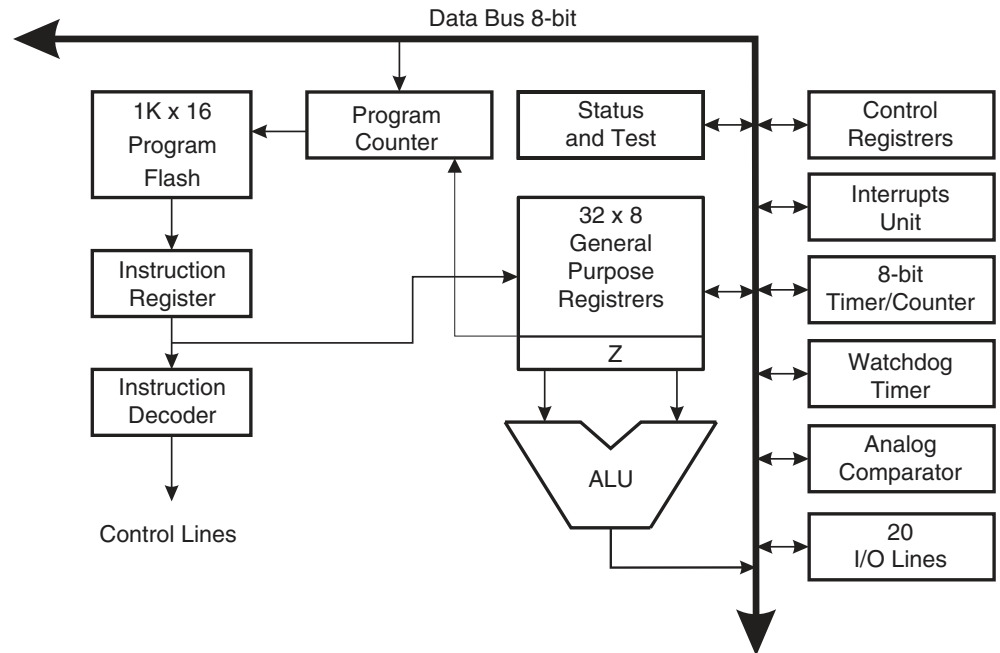 Data Bus 8-bit
1K x 16
Program
Flash
Program
Counter
Status
and Test
Control
Registrers
Interrupts
Unit
32 x 8
General
Purpose
Registrers
Z
Instruction
Register
8-bit
Timer/Counter
Instruction
Decoder
Watchdog
Timer
ALU
Analog
Comparator
Control Lines
20
I/O Lines